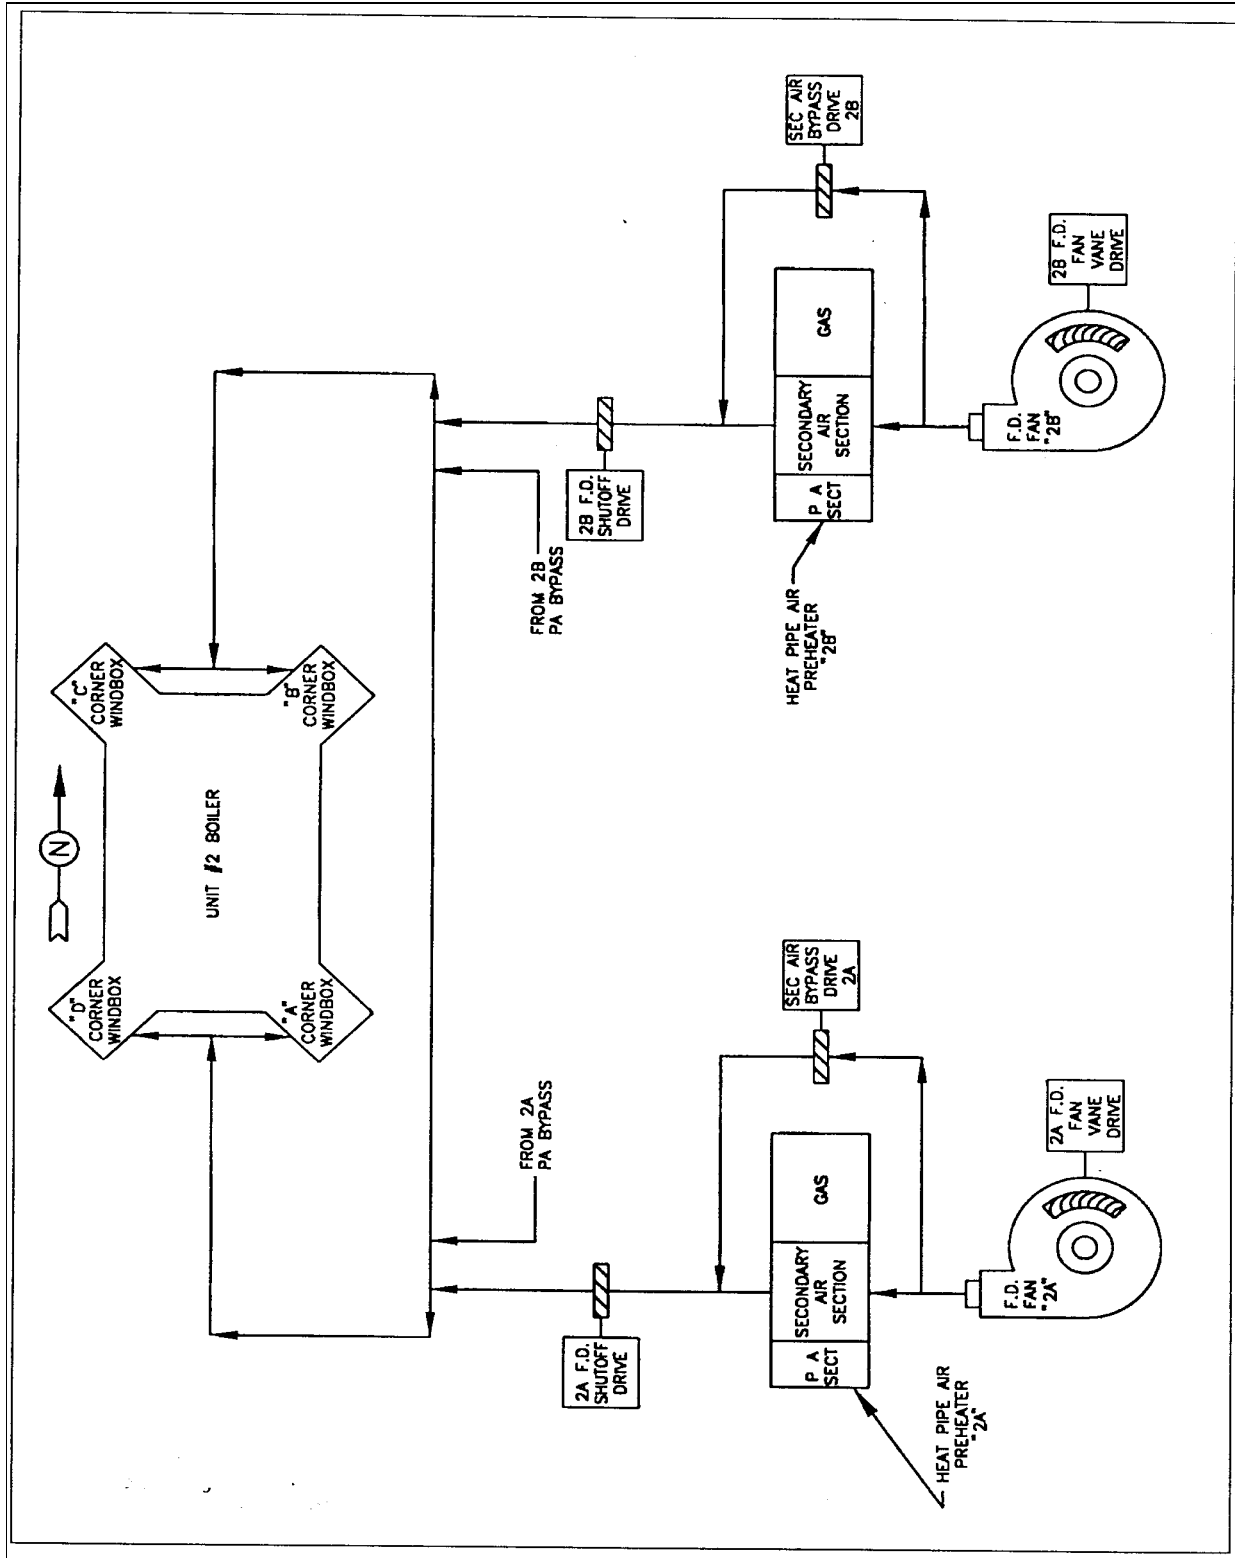 "D"
CORNER
WINDBOX
N
"C"
CORNER
WINDBOX
UNIT #2 BOILER
"A"
CORNER
WINDBOX
"B"
CORNER
WINDBOX
FROM 2A
PA BYPASS
FROM 2B
PA BYPASS
2A F.D.
SHUTOFF
DRIVE
2B F.D.
SHUTOFF
DRIVE
SEC AIR
BYPASS
DRIVE
2A
SEC AIR
BYPASS
DRIVE
2B
P A
SECT
SECONDARY
AIR
SECTION
GAS
P A
SECT
SECONDARY
AIR
SECTION
GAS
HEAT PIPE AIR
PREHEATER
"2A"
HEAT PIPE AIR
PREHEATER
"2B"
F.D.
FAN
"2A"
2A F.D.
FAN
VANE
DRIVE
F.D.
FAN
"2B"
2B F.D.
FAN
VANE
DRIVE